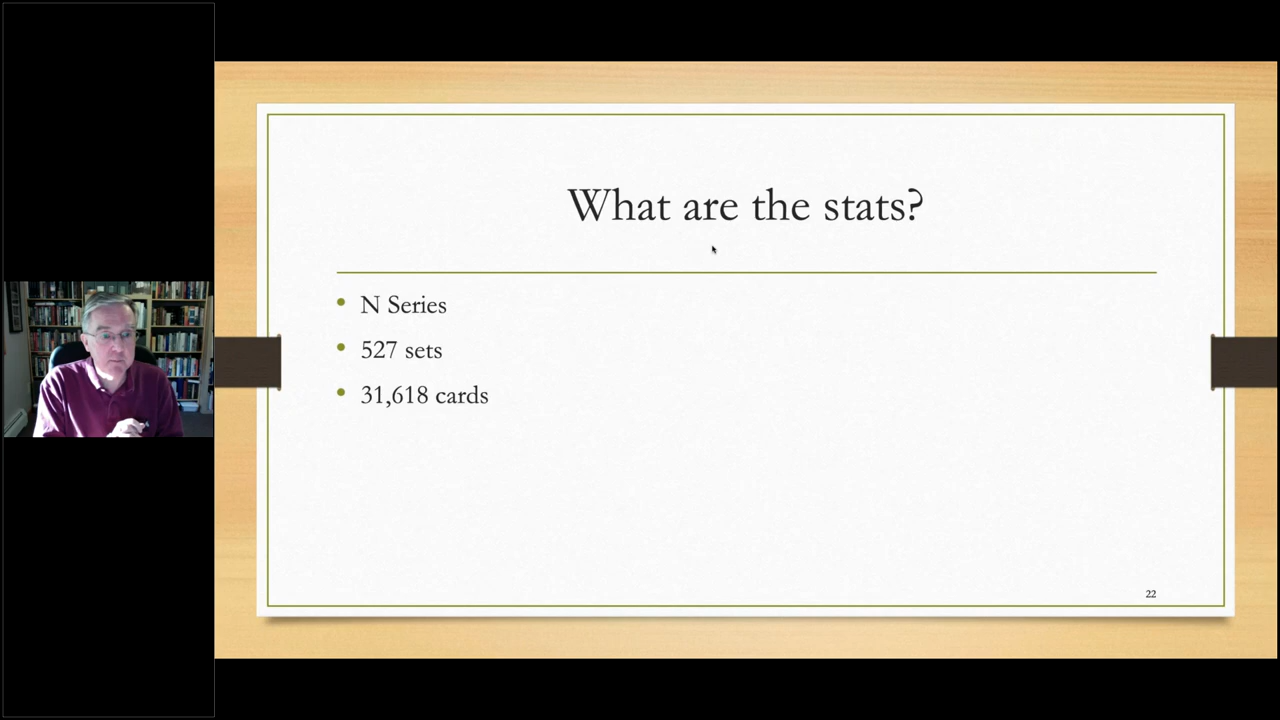 What are the stats?
N Series
527 sets
31,618 cards
22